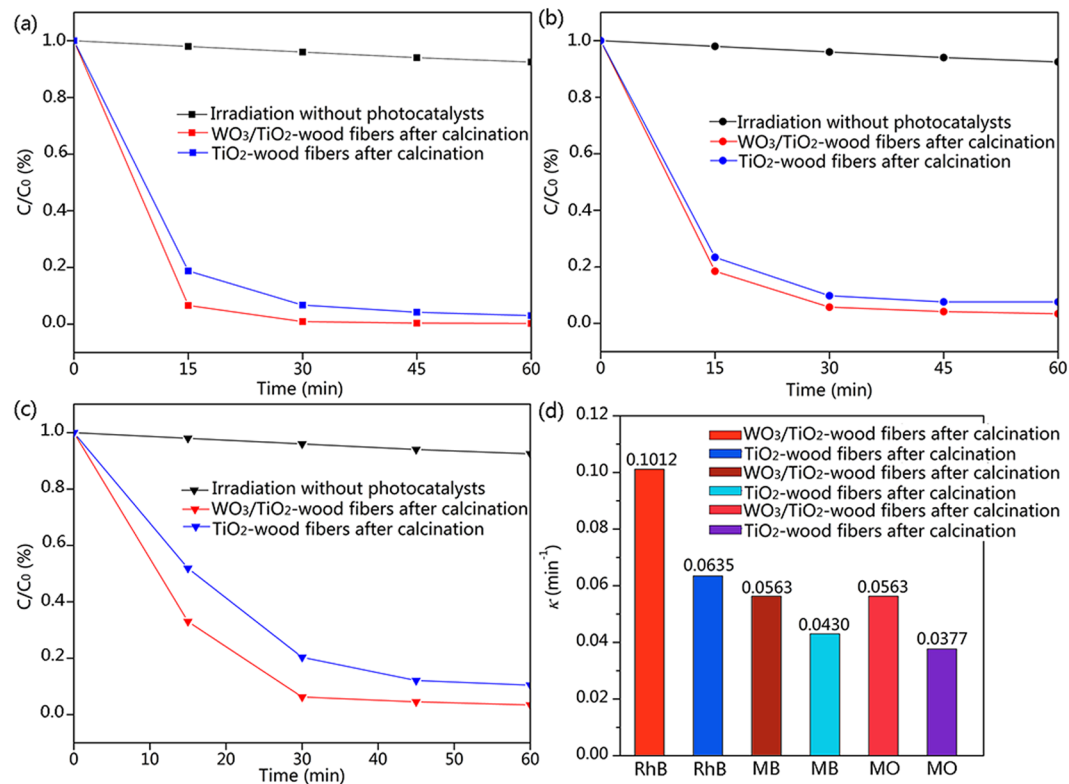 (a)
C/C₀ (%)
1.0
0.8
0.6
0.4
0.2
0.0
Irradiation without photocatalysts
WO₃/TiO₂-wood fibers after calcination
TiO₂-wood fibers after calcination
0 15 30 45 60
Time (min)
(b)
C/C₀ (%)
1.0
0.8
0.6
0.4
0.2
0.0
Irradiation without photocatalysts
WO₃/TiO₂-wood fibers after calcination
TiO₂-wood fibers after calcination
0 15 30 45 60
Time (min)
(c)
C/C₀ (%)
1.0
0.8
0.6
0.4
0.2
0.0
Irradiation without photocatalysts
WO₃/TiO₂-wood fibers after calcination
TiO₂-wood fibers after calcination
0 10 20 30 40 50 60
Time (min)
(d)
κ (min⁻¹)
0.12
0.10
0.08
0.06
0.04
0.02
0.00
WO₃/TiO₂-wood fibers after calcination
TiO₂-wood fibers after calcination
WO₃/TiO₂-wood fibers after calcination
TiO₂-wood fibers after calcination
WO₃/TiO₂-wood fibers after calcination
TiO₂-wood fibers after calcination
0.1012
0.0635
0.0563
0.0430
0.0563
0.0377
RhB RhB MB MB MO MO